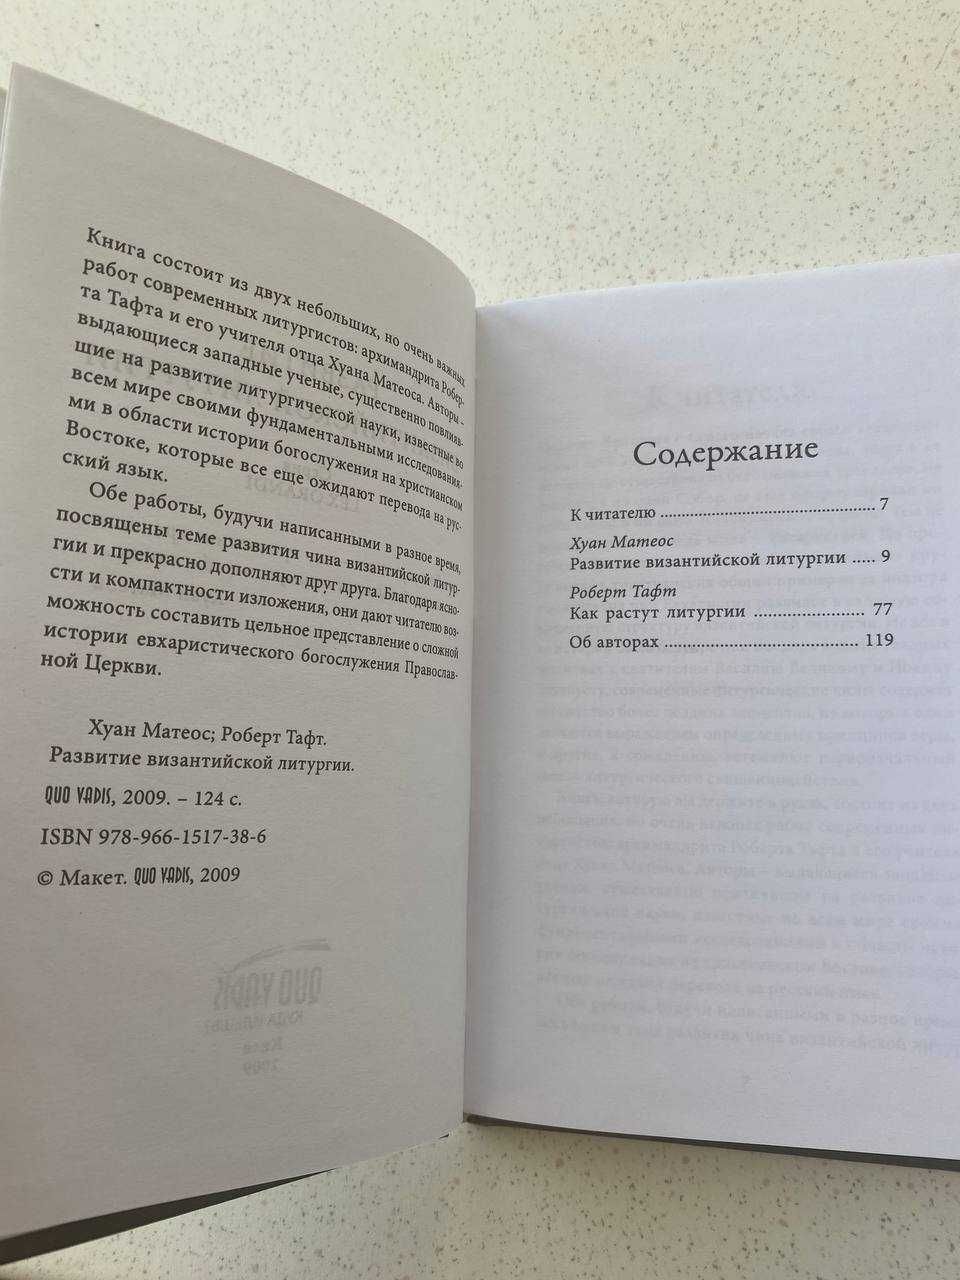 Книга состоит из двух небольших, но очень важных
работ современных литургистов: архимандрита Робер-
та Тафта и его учителя отца Хуана Матеоса. Авторы –
выдающиеся западные ученые, существенно повлияв-
шие на развитие литургической науки, известные во
всем мире своими фундаментальными исследования-
ми в области истории богослужения на христианском
Востоке, которые все еще ожидают перевода на рус-
ский язык.
Обе работы, будучи написанными в разное время,
посвящены теме развития чина византийской литур-
гии и прекрасно дополняют друг друга. Благодаря ясно-
сти и компактности изложения, они дают читателю воз-
можность составить цельное представление о сложной
истории евхаристического богослужения Православ-
ной Церкви.
Хуан Матеос; Роберт Тафт.
Развитие византийской литургии.
QUO VADIS, 2009. – 124 с.
ISBN 978-966-1517-38-6
© Макет. QUO VADIS, 2009
Содержание
К читателю ............................................. 7
Хуан Матеос
Развитие византийской литургии ..... 9
Роберт Тафт
Как растут литургии ....................... 77
Об авторах ........................................ 119